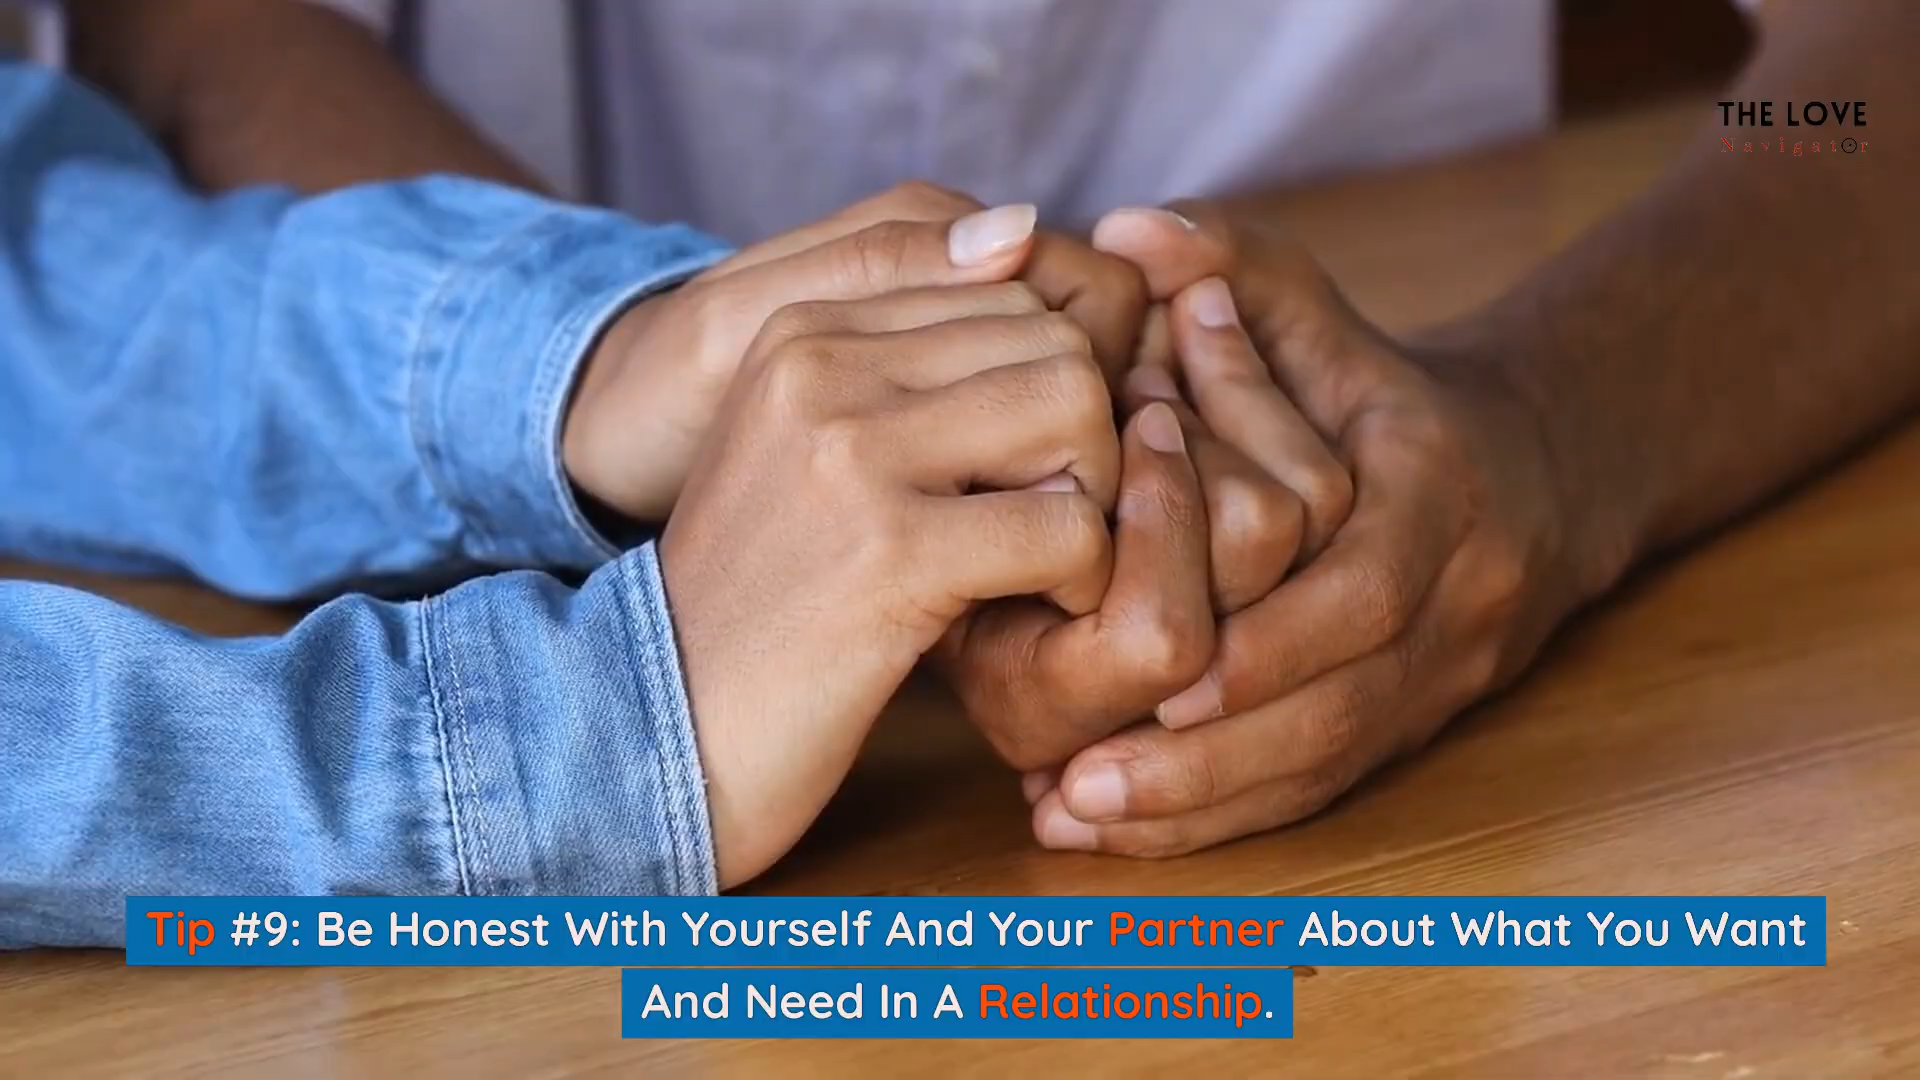 THE LOVE
Navigator
Tip #9: Be Honest With Yourself And Your Partner About What You Want
And Need In A Relationship.